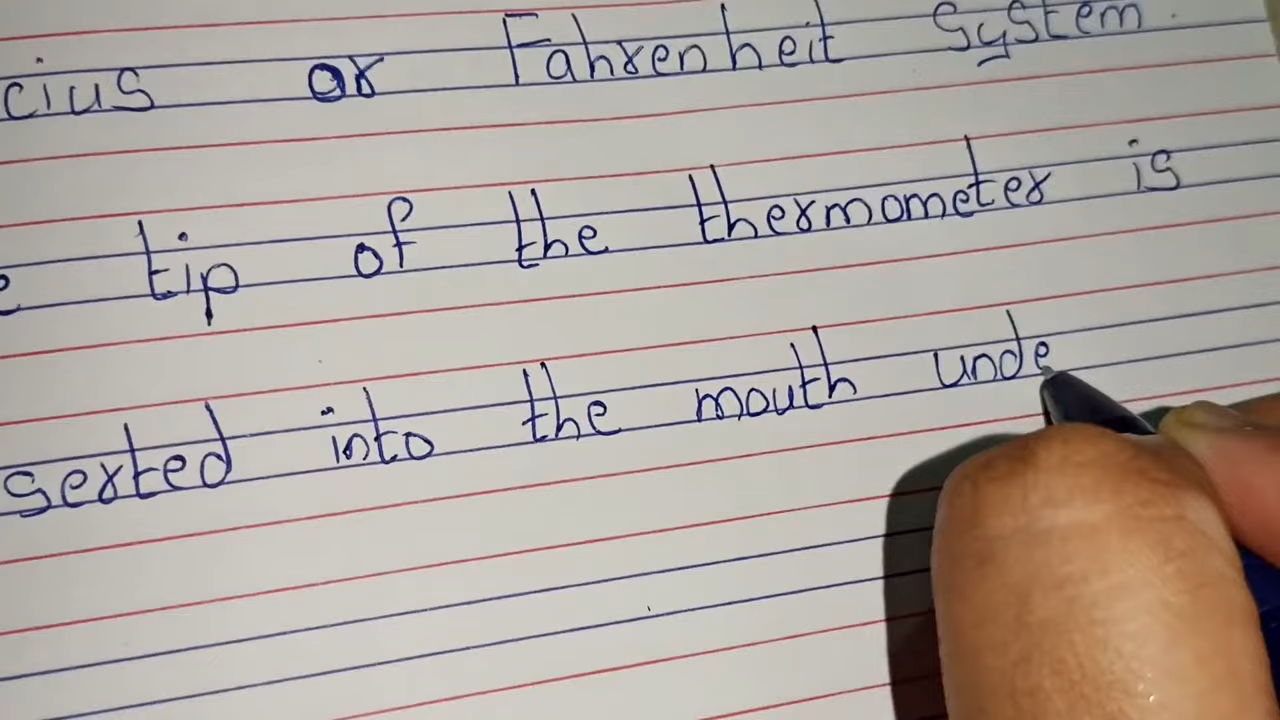 cius or Fahrenheit System.
e tip of the thermometer is
serted into the mouth unde